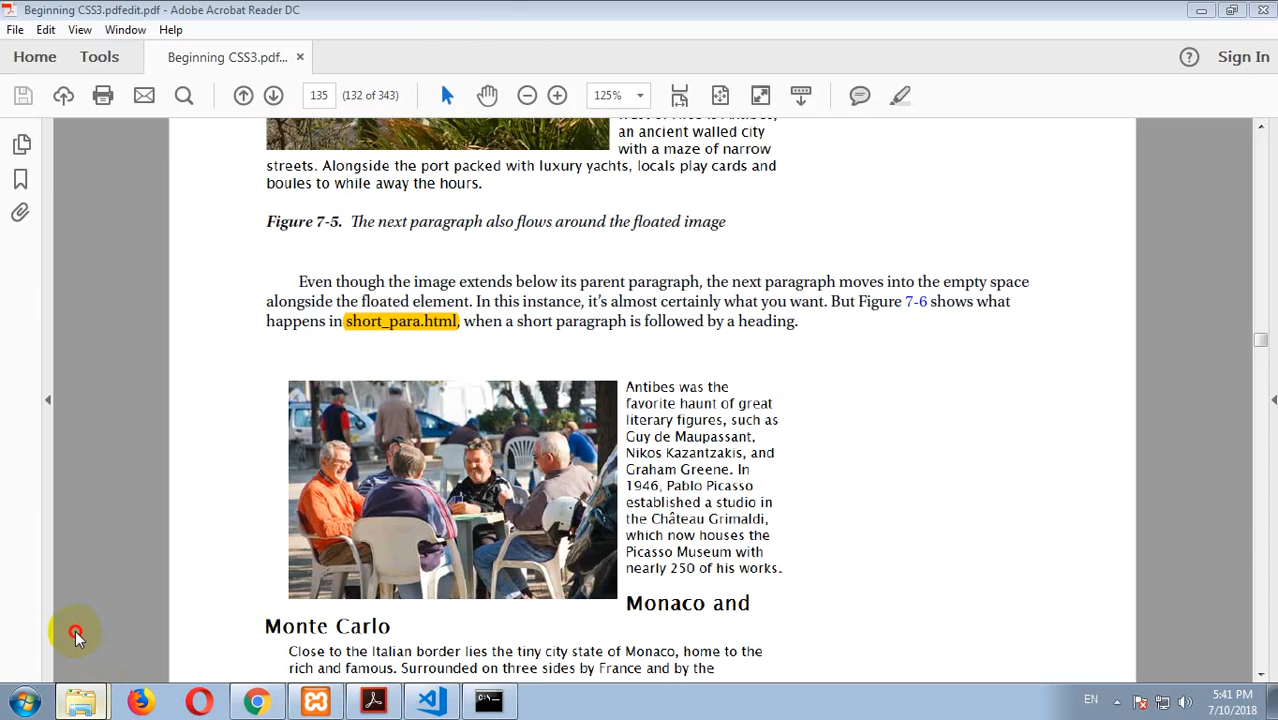 Beginning CSS3.pdfedit.pdf - Adobe Acrobat Reader DC
File Edit View Window Help
Home Tools Beginning CSS3.pdf... × Sign In
135 (132 of 343) 125%
an ancient walled city
with a maze of narrow
streets. Alongside the port packed with luxury yachts, locals play cards and
boules to while away the hours.
Figure 7-5. The next paragraph also flows around the floated image
Even though the image extends below its parent paragraph, the next paragraph moves into the empty space
alongside the floated element. In this instance, it's almost certainly what you want. But Figure 7-6 shows what
happens in short_para.html, when a short paragraph is followed by a heading.
Antibes was the
favorite haunt of great
literary figures, such as
Guy de Maupassant,
Nikos Kazantzakis, and
Graham Greene. In
1946, Pablo Picasso
established a studio in
the Château Grimaldi,
which now houses the
Picasso Museum with
nearly 250 of his works.
Monaco and
Monte Carlo
Close to the Italian border lies the tiny city state of Monaco, home to the
rich and famous. Surrounded on three sides by France and by the
EN 5:41 PM
7/10/2018